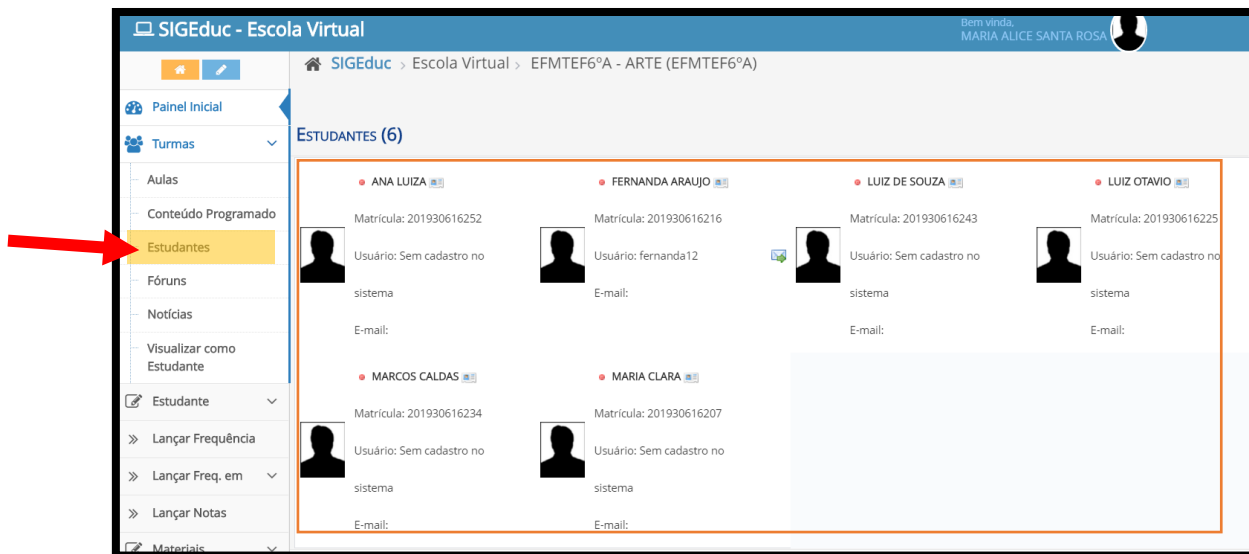 SIGEduc - Escola Virtual
Bem vinda,
MARIA ALICE SANTA ROSA
SIGEduc > Escola Virtual > EFMTEF6ºA - ARTE (EFMTEF6ºA)
Painel Inicial
Turmas
Aulas
Conteúdo Programado
Estudantes
Fóruns
Notícias
Visualizar como
Estudante
Estudante
Lançar Frequência
Lançar Freq. em
Lançar Notas
Materiais
ESTUDANTES (6)
ANA LUIZA
Matrícula: 201930616252
Usuário: Sem cadastro no
sistema
E-mail:
FERNANDA ARAUJO
Matrícula: 201930616216
Usuário: fernanda12
E-mail:
LUIZ DE SOUZA
Matrícula: 201930616243
Usuário: Sem cadastro no
sistema
E-mail:
LUIZ OTAVIO
Matrícula: 201930616225
Usuário: Sem cadastro no
sistema
E-mail:
MARCOS CALDAS
Matrícula: 201930616234
Usuário: Sem cadastro no
sistema
E-mail:
MARIA CLARA
Matrícula: 201930616207
Usuário: Sem cadastro no
sistema
E-mail: